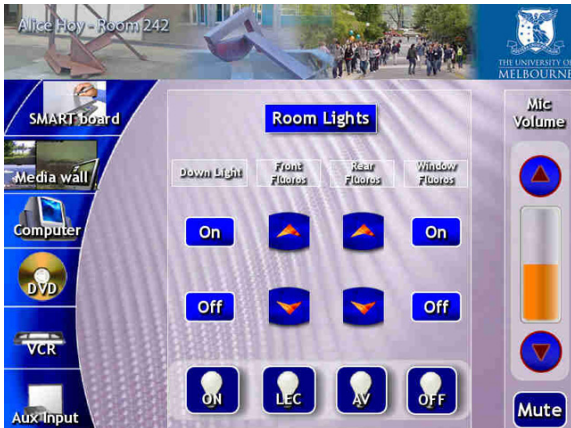 Alice Hoy - Room 242
THE UNIVERSITY OF
MELBOURNE
SMART board
Media wall
Computer
DVD
VCR
Aux Input
Room Lights
Down Light
Front
Fluoros
Rear
Fluoros
Window
Fluoros
On
On
Off
Off
ON
LEC
AV
OFF
Mic
Volume
Mute